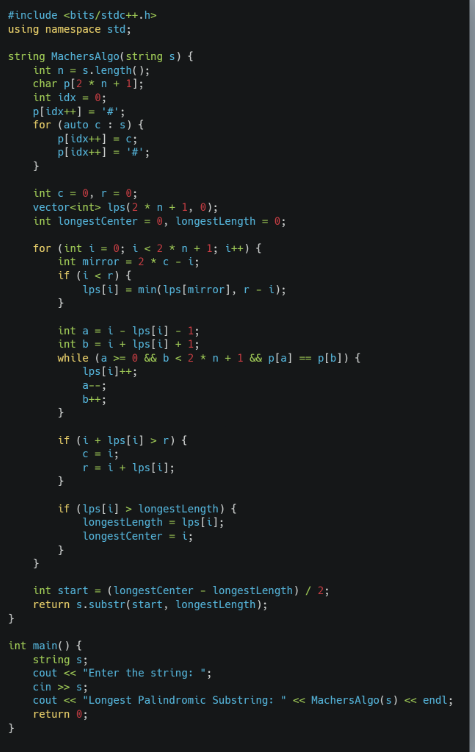 #include <bits/stdc++.h>
using namespace std;

string MachersAlgo(string s) {
    int n = s.length();
    char p[2 * n + 1];
    int idx = 0;
    p[idx++] = '#';
    for (auto c : s) {
        p[idx++] = c;
        p[idx++] = '#';
    }

    int c = 0, r = 0;
    vector<int> lps(2 * n + 1, 0);
    int longestCenter = 0, longestLength = 0;

    for (int i = 0; i < 2 * n + 1; i++) {
        int mirror = 2 * c - i;
        if (i < r) {
            lps[i] = min(lps[mirror], r - i);
        }

        int a = i - lps[i] - 1;
        int b = i + lps[i] + 1;
        while (a >= 0 && b < 2 * n + 1 && p[a] == p[b]) {
            lps[i]++;
            a--;
            b++;
        }

        if (i + lps[i] > r) {
            c = i;
            r = i + lps[i];
        }

        if (lps[i] > longestLength) {
            longestLength = lps[i];
            longestCenter = i;
        }
    }

    int start = (longestCenter - longestLength) / 2;
    return s.substr(start, longestLength);
}

int main() {
    string s;
    cout << "Enter the string: ";
    cin >> s;
    cout << "Longest Palindromic Substring: " << MachersAlgo(s) << endl;
    return 0;
}